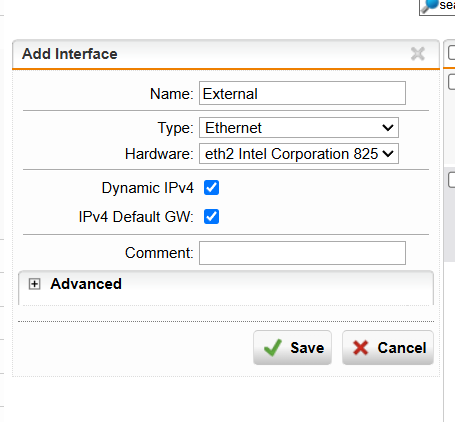 sea
Add Interface
Name: External
Type: Ethernet
Hardware: eth2 Intel Corporation 825
Dynamic IPv4
IPv4 Default GW:
Comment:
Advanced
Save Cancel